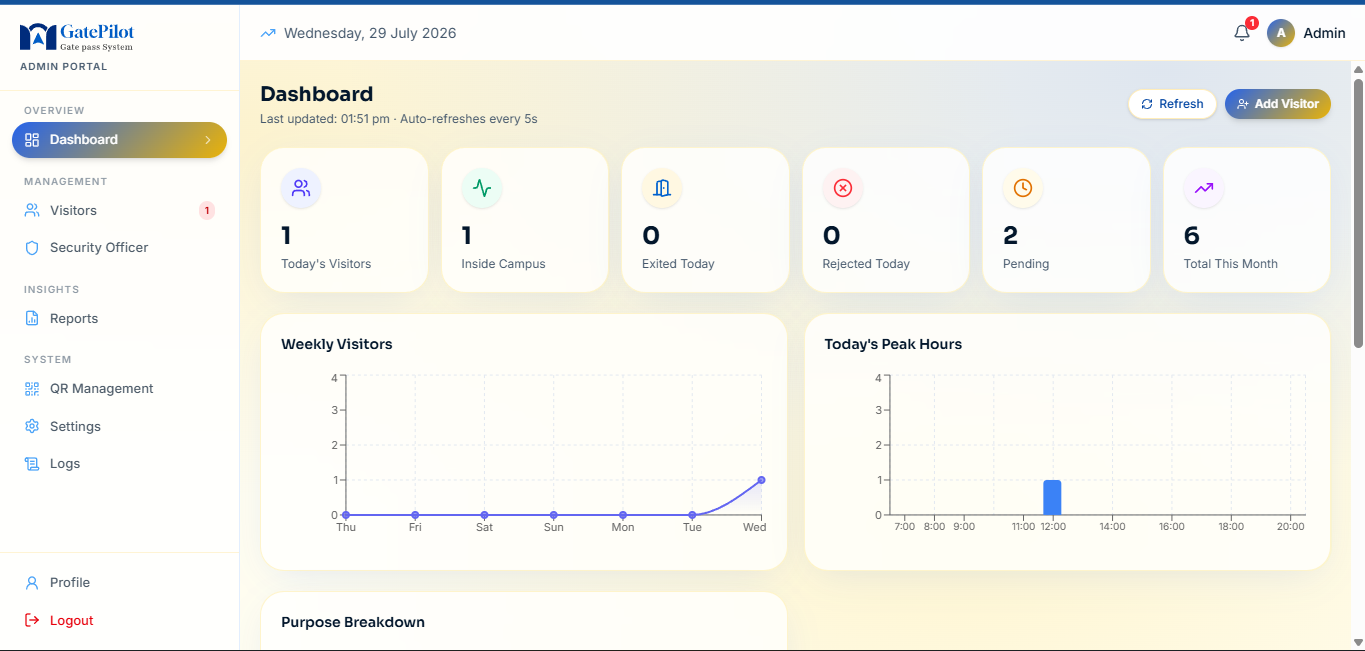 GatePilot
Gate pass System
ADMIN PORTAL
OVERVIEW
Dashboard
MANAGEMENT
Visitors 1
Security Officer
INSIGHTS
Reports
SYSTEM
QR Management
Settings
Logs
Profile
Logout
Wednesday, 29 July 2026
1
A Admin
Dashboard
Last updated: 01:51 pm · Auto-refreshes every 5s
Refresh
Add Visitor
1
Today's Visitors
1
Inside Campus
0
Exited Today
0
Rejected Today
2
Pending
6
Total This Month
Weekly Visitors
4
3
2
1
0
Thu Fri Sat Sun Mon Tue Wed
Today's Peak Hours
4
3
2
1
0
7:00 8:00 9:00 11:00 12:00 14:00 16:00 18:00 20:00
Purpose Breakdown